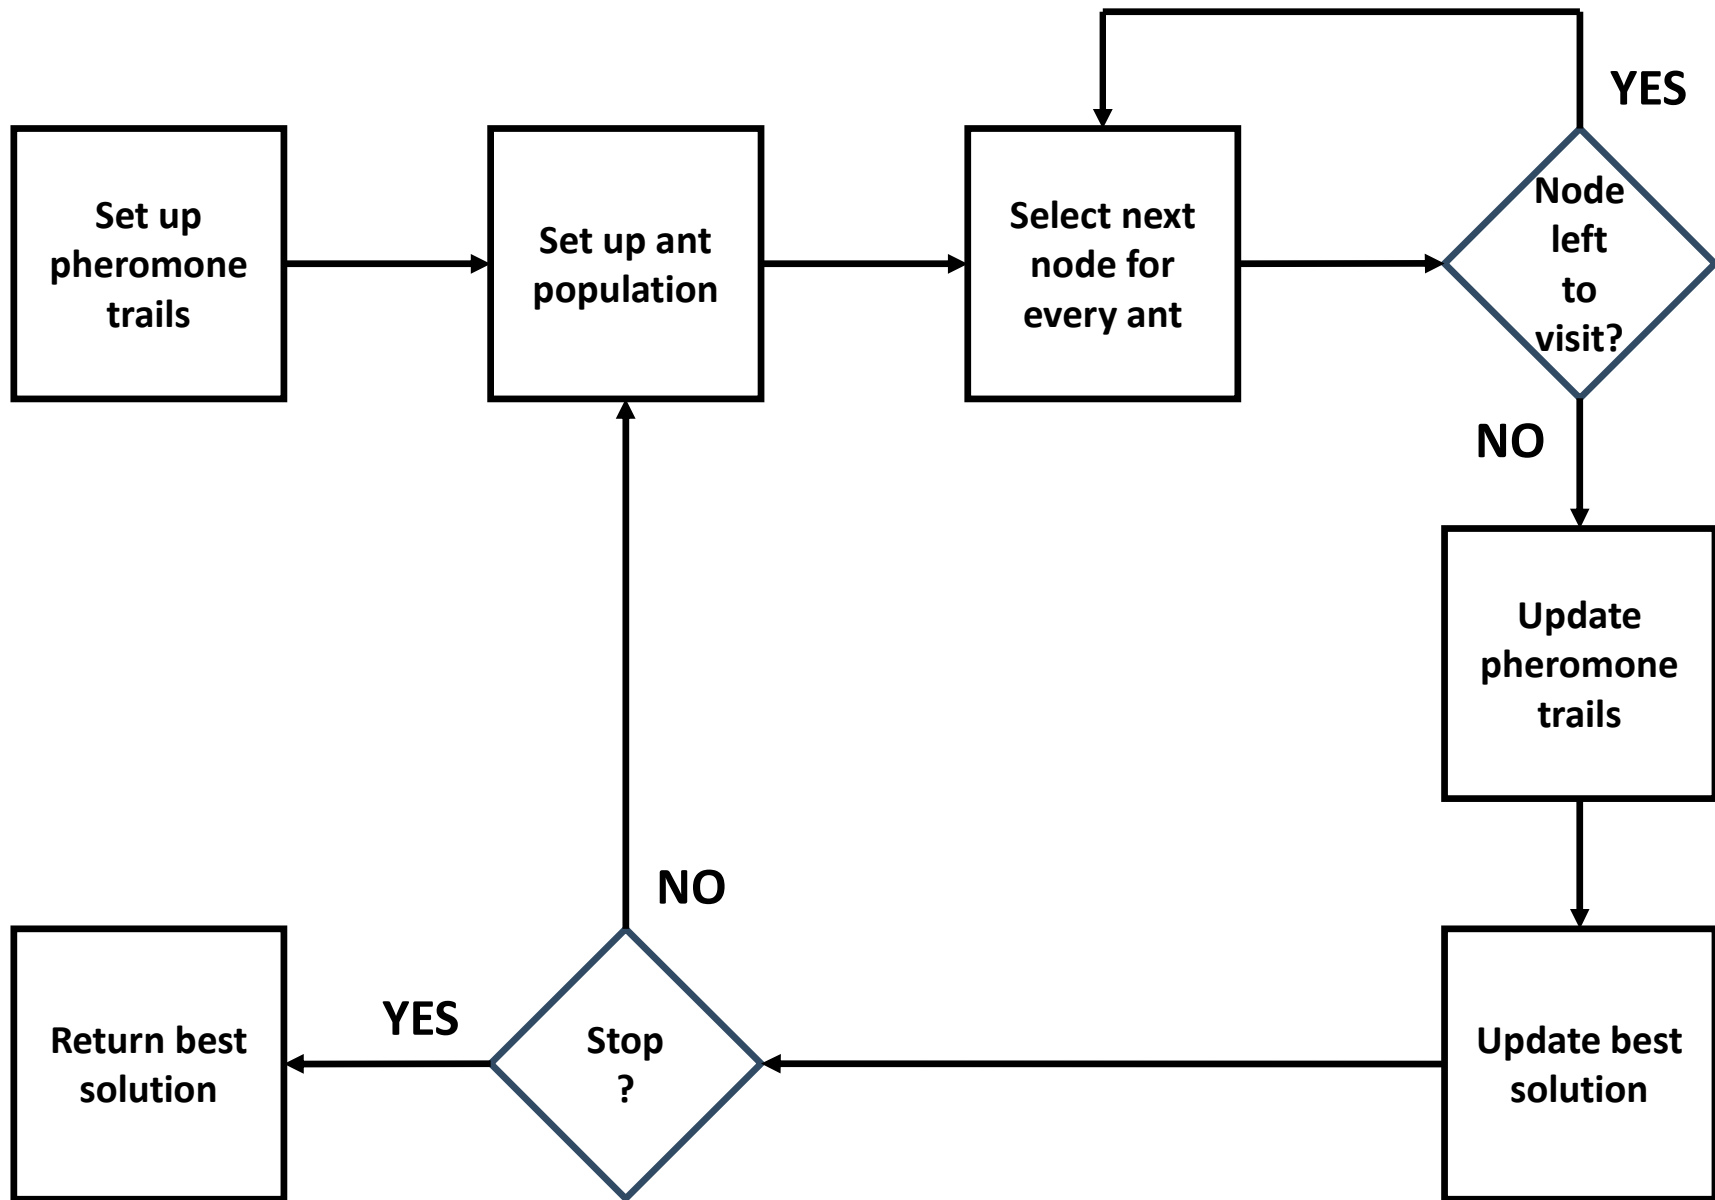 Set up
pheromone
trails
Set up ant
population
Select next
node for
every ant
YES
Node
left
to
visit?
NO
Update
pheromone
trails
Update best
solution
NO
Stop
?
YES
Return best
solution